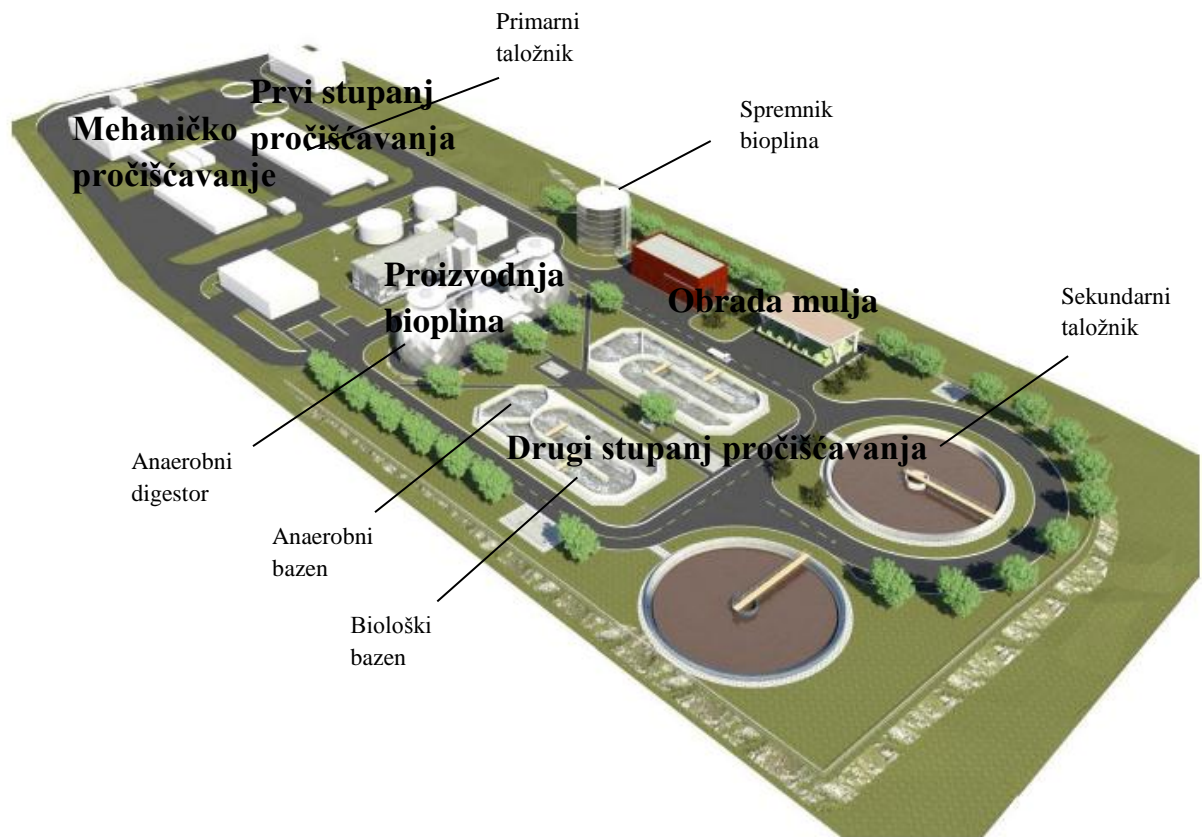 Primarni
taložnik
Prvi stupanj
pročišćavanja
Mehaničko
pročišćavanje
Spremnik
bioplina
Proizvodnja
bioplina
Obrada mulja
Sekundarni
taložnik
Drugi stupanj pročišćavanja
Anaerobni
digestor
Anaerobni
bazen
Biološki
bazen